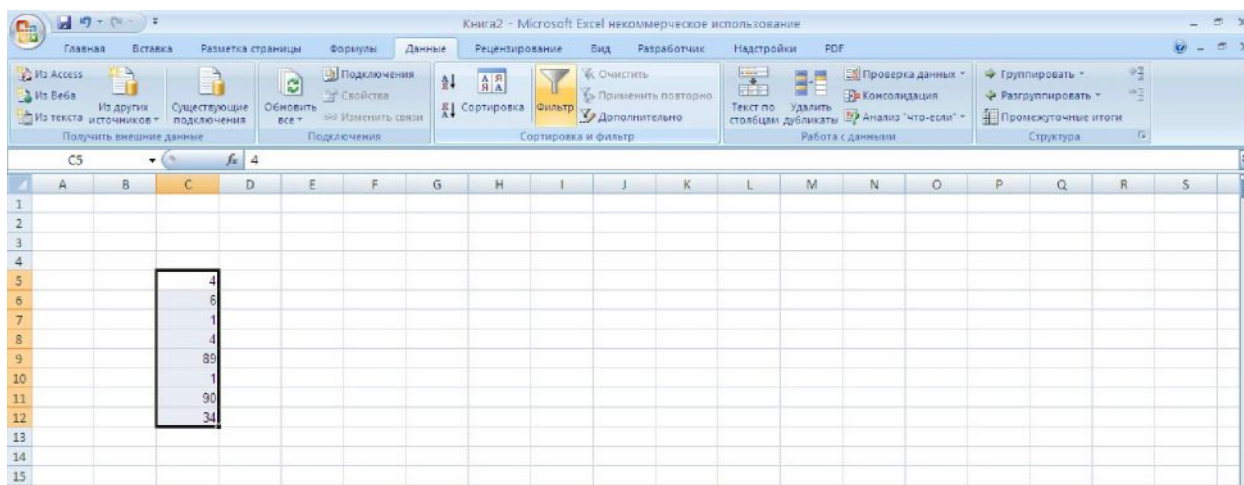 Книга2 - Microsoft Excel некоммерческое использование
Главная Вставка Разметка страницы Формулы Данные Рецензирование Вид Разработчик Надстройки PDF
Из Access
Из Веба
Из текста
Из других источников
Существующие подключения
Получить внешние данные
Обновить все
Подключения
Свойства
Изменить связи
Подключения
Сортировка
Фильтр
Очистить
Применить повторно
Дополнительно
Сортировка и фильтр
Текст по столбцам
Удалить дубликаты
Проверка данных
Консолидация
Анализ "что-если"
Работа с данными
Группировать
Разгруппировать
Промежуточные итоги
Структура
C5 fx 4
A B C D E F G H I J K L M N O P Q R S
1
2
3
4
5 4
6 6
7 1
8 4
9 89
10 1
11 90
12 34
13
14
15